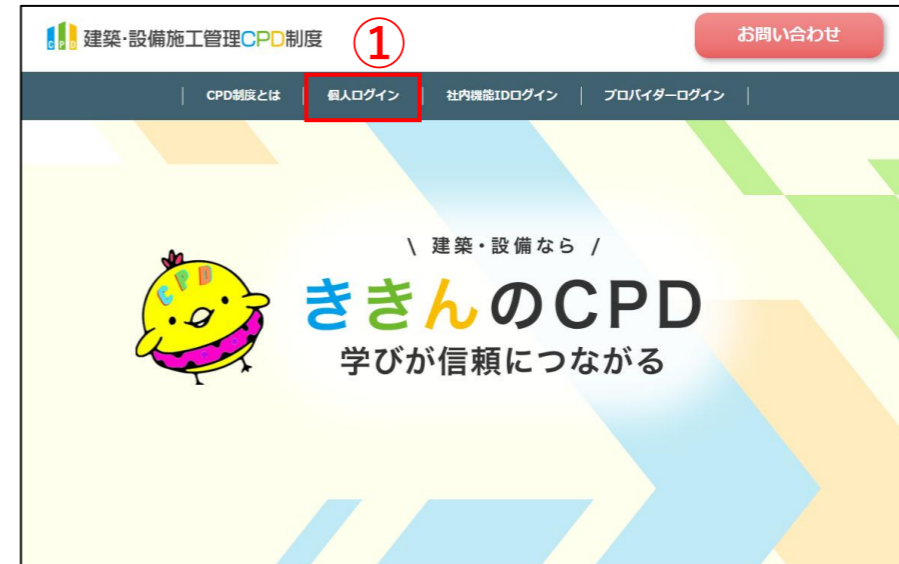 CPD 建築・設備施工管理CPD制度
①
お問い合わせ
CPD制度とは
個人ログイン
社内機能IDログイン
プロバイダーログイン
\ 建築・設備なら /
CPD
ききんのCPD
学びが信頼につながる